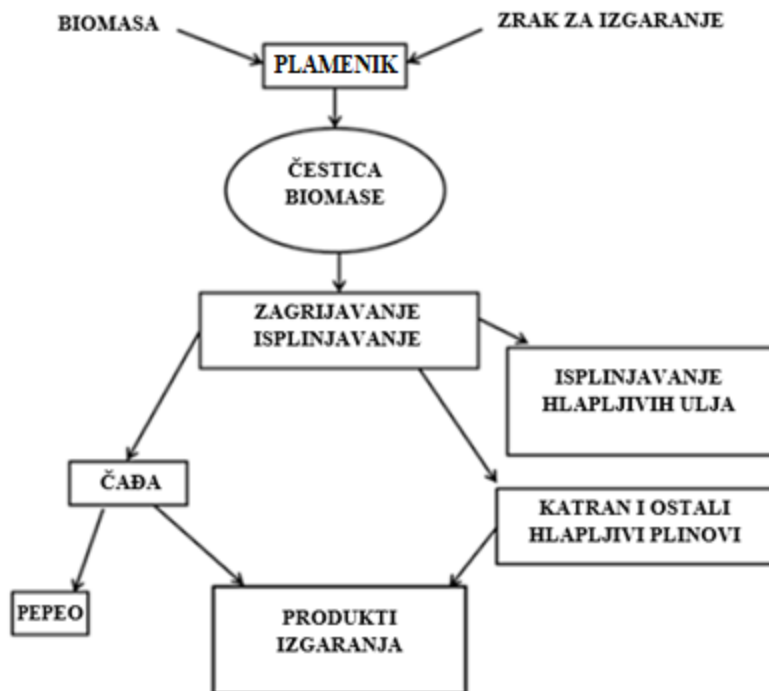 BIOMASA
ZRAK ZA IZGARANJE
PLAMENIK
ČESTICA
BIOMASE
ZAGRIJAVANJE
ISPLINJAVANJE
ISPLINJAVANJE
HLAPLJIVIH ULJA
ČAĐA
KATRAN I OSTALI
HLAPLJIVI PLINOVI
PEPEO
PRODUKTI
IZGARANJA